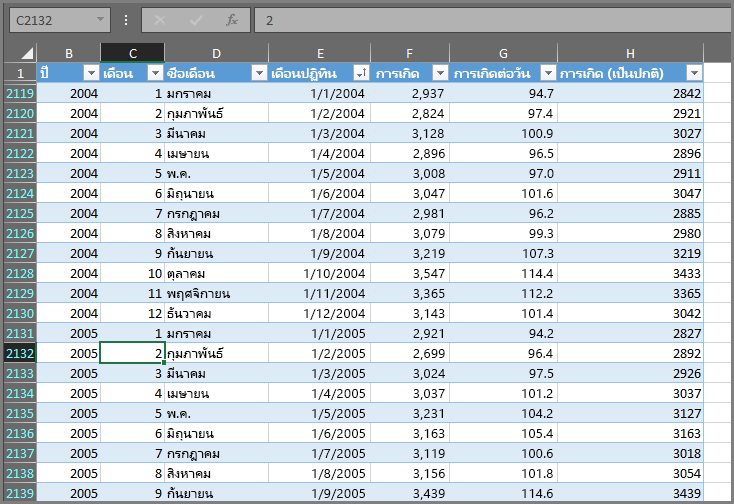 C2132 fx 2
B C D E F G H
1 ปี เดือน ชื่อเดือน เดือนปฏิทิน การเกิด การเกิดต่อวัน การเกิด (เป็นปกติ)
2119 2004 1 มกราคม 1/1/2004 2,937 94.7 2842
2120 2004 2 กุมภาพันธ์ 1/2/2004 2,824 97.4 2921
2121 2004 3 มีนาคม 1/3/2004 3,128 100.9 3027
2122 2004 4 เมษายน 1/4/2004 2,896 96.5 2896
2123 2004 5 พ.ค. 1/5/2004 3,008 97.0 2911
2124 2004 6 มิถุนายน 1/6/2004 3,047 101.6 3047
2125 2004 7 กรกฎาคม 1/7/2004 2,981 96.2 2885
2126 2004 8 สิงหาคม 1/8/2004 3,079 99.3 2980
2127 2004 9 กันยายน 1/9/2004 3,219 107.3 3219
2128 2004 10 ตุลาคม 1/10/2004 3,547 114.4 3433
2129 2004 11 พฤศจิกายน 1/11/2004 3,365 112.2 3365
2130 2004 12 ธันวาคม 1/12/2004 3,143 101.4 3042
2131 2005 1 มกราคม 1/1/2005 2,921 94.2 2827
2132 2005 2 กุมภาพันธ์ 1/2/2005 2,699 96.4 2892
2133 2005 3 มีนาคม 1/3/2005 3,024 97.5 2926
2134 2005 4 เมษายน 1/4/2005 3,037 101.2 3037
2135 2005 5 พ.ค. 1/5/2005 3,231 104.2 3127
2136 2005 6 มิถุนายน 1/6/2005 3,163 105.4 3163
2137 2005 7 กรกฎาคม 1/7/2005 3,119 100.6 3018
2138 2005 8 สิงหาคม 1/8/2005 3,156 101.8 3054
2139 2005 9 กันยายน 1/9/2005 3,439 114.6 3439